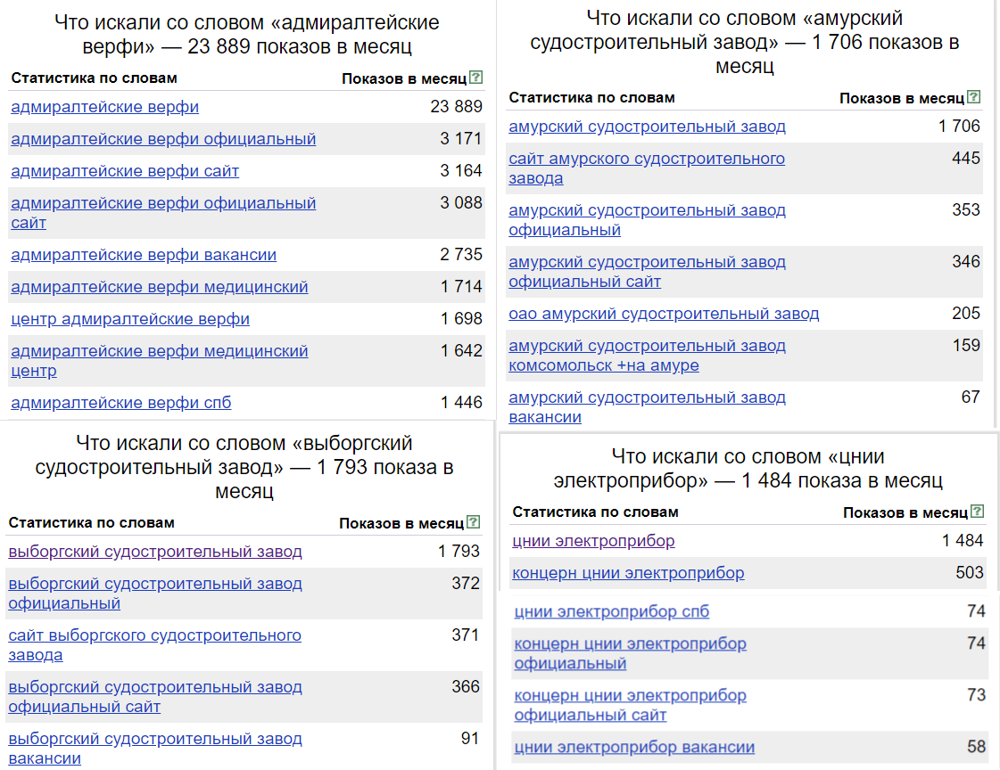 Что искали со словом «адмиралтейские
верфи» — 23 889 показов в месяц
Статистика по словам Показов в месяц ?
адмиралтейские верфи 23 889
адмиралтейские верфи официальный 3 171
адмиралтейские верфи сайт 3 164
адмиралтейские верфи официальный 3 088
сайт
адмиралтейские верфи вакансии 2 735
адмиралтейские верфи медицинский 1 714
центр адмиралтейские верфи 1 698
адмиралтейские верфи медицинский 1 642
центр
адмиралтейские верфи спб 1 446
Что искали со словом «амурский
судостроительный завод» — 1 706 показов в
месяц
Статистика по словам Показов в месяц ?
амурский судостроительный завод 1 706
сайт амурского судостроительного 445
завода
амурский судостроительный завод 353
официальный
амурский судостроительный завод 346
официальный сайт
оао амурский судостроительный завод 205
амурский судостроительный завод 159
комсомольск +на амуре
амурский судостроительный завод 67
вакансии
Что искали со словом «выборгский
судостроительный завод» — 1 793 показа в
месяц
Статистика по словам Показов в месяц ?
выборгский судостроительный завод 1 793
выборгский судостроительный завод 372
официальный
сайт выборгского судостроительного 371
завода
выборгский судостроительный завод 366
официальный сайт
выборгский судостроительный завод 91
вакансии
Что искали со словом «цнии
электроприбор» — 1 484 показа в месяц
Статистика по словам Показов в месяц ?
цнии электроприбор 1 484
концерн цнии электроприбор 503
цнии электроприбор спб 74
концерн цнии электроприбор 74
официальный
концерн цнии электроприбор 73
официальный сайт
цнии электроприбор вакансии 58